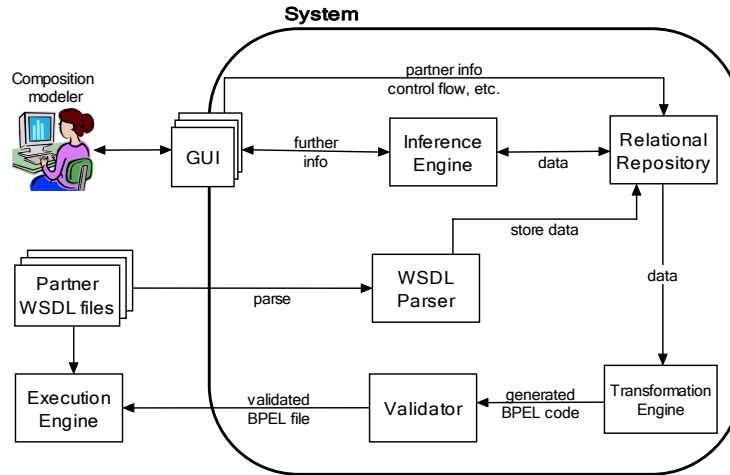 System
Composition
modeler
partner info
control flow, etc.
GUI
further
info
Inference
Engine
data
Relational
Repository
store data
Partner
WSDL files
parse
WSDL
Parser
data
Execution
Engine
validated
BPEL file
Validator
generated
BPEL code
Transformation
Engine